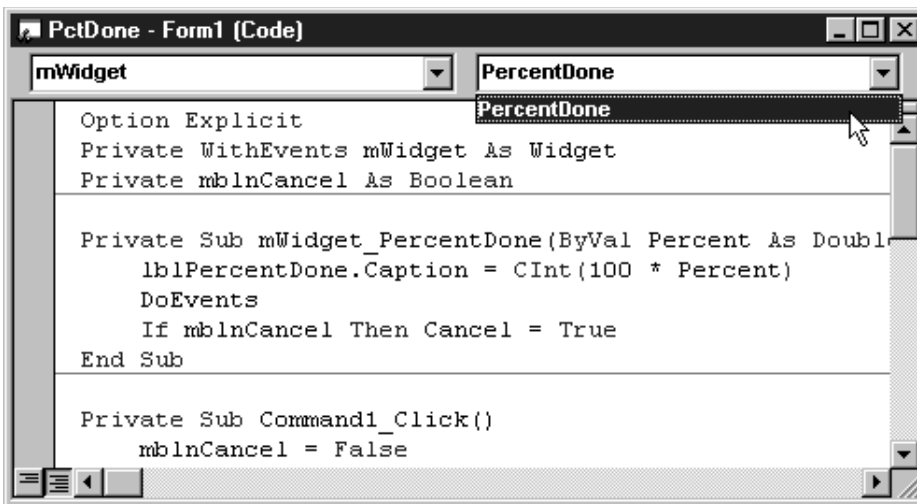 PctDone - Form1 (Code)
mWidget PercentDone
PercentDone
Option Explicit
Private WithEvents mWidget As Widget
Private mblnCancel As Boolean
Private Sub mWidget_PercentDone(ByVal Percent As Doubl
lblPercentDone.Caption = CInt(100 * Percent)
DoEvents
If mblnCancel Then Cancel = True
End Sub
Private Sub Command1_Click()
mblnCancel = False